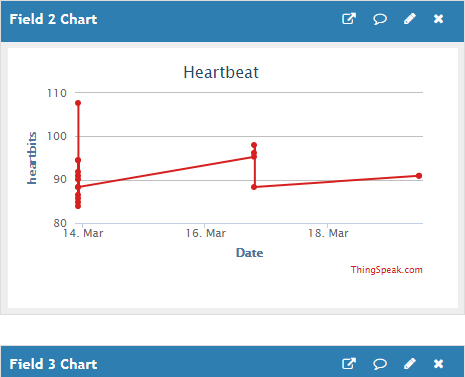 Field 2 Chart
Heartbeat
110
100
90
80
heartbits
14. Mar
16. Mar
18. Mar
Date
ThingSpeak.com
Field 3 Chart